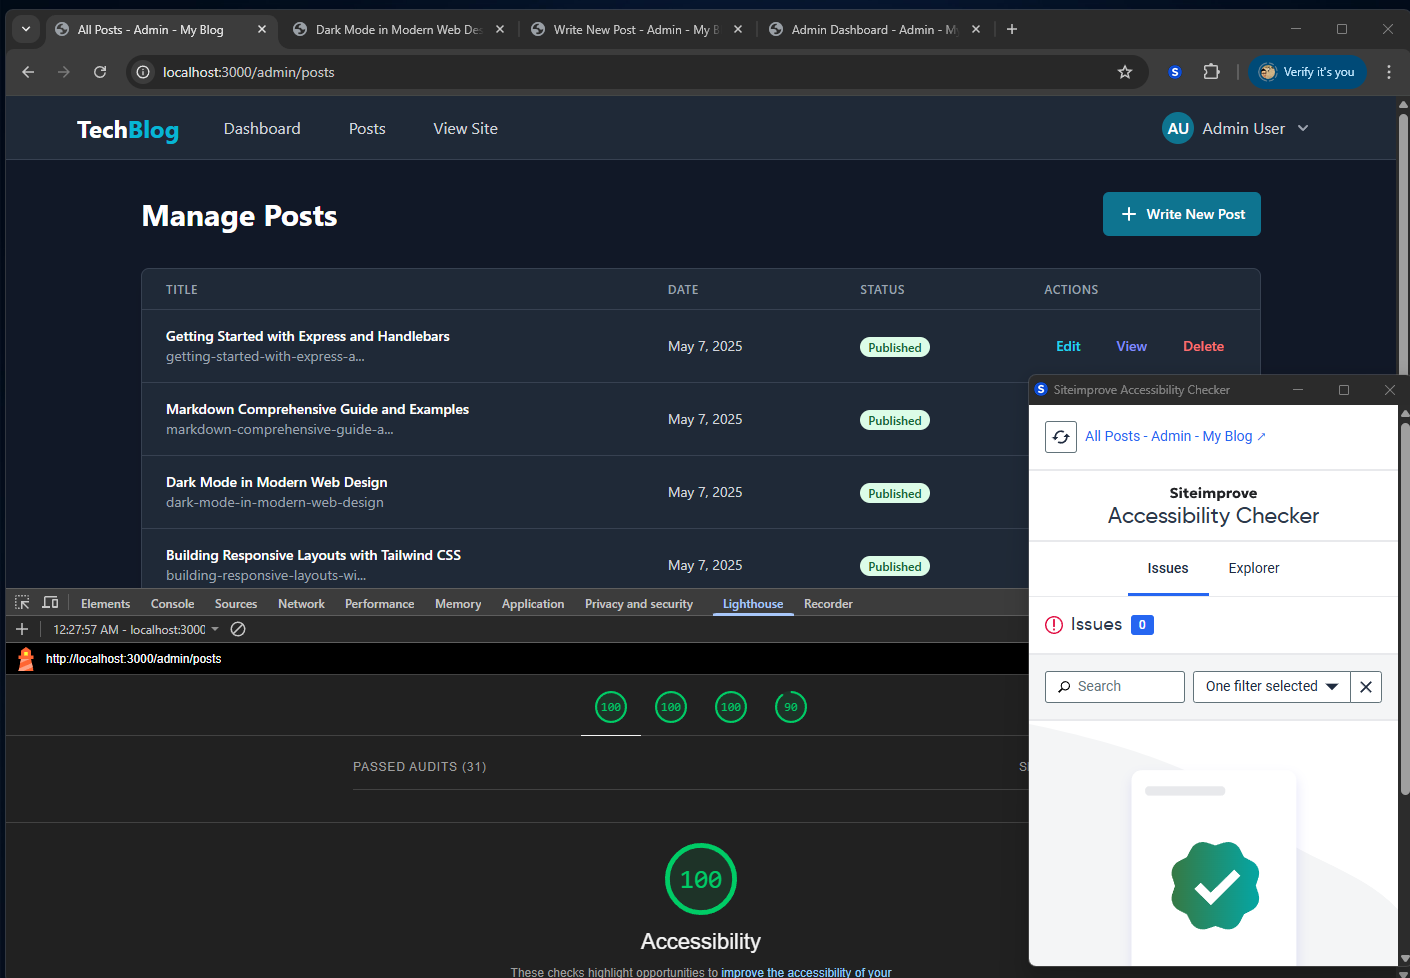 All Posts - Admin - My Blog
Dark Mode in Modern Web Des
Write New Post - Admin - My B
Admin Dashboard - Admin - M
localhost:3000/admin/posts
S
Verify it's you
TechBlog
Dashboard
Posts
View Site
AU
Admin User
Manage Posts
Write New Post
TITLE
DATE
STATUS
ACTIONS
Getting Started with Express and Handlebars
getting-started-with-express-a...
May 7, 2025
Published
Edit
View
Delete
Markdown Comprehensive Guide and Examples
markdown-comprehensive-guide-a...
May 7, 2025
Published
Dark Mode in Modern Web Design
dark-mode-in-modern-web-design
May 7, 2025
Published
Building Responsive Layouts with Tailwind CSS
building-responsive-layouts-wi...
May 7, 2025
Published
S Siteimprove Accessibility Checker
All Posts - Admin - My Blog ↗
Siteimprove
Accessibility Checker
Issues
Explorer
Issues 0
Search
One filter selected
Elements
Console
Sources
Network
Performance
Memory
Application
Privacy and security
Lighthouse
Recorder
12:27:57 AM - localhost:3000
http://localhost:3000/admin/posts
100
100
100
90
PASSED AUDITS (31)
100
Accessibility
These checks highlight opportunities to improve the accessibility of your